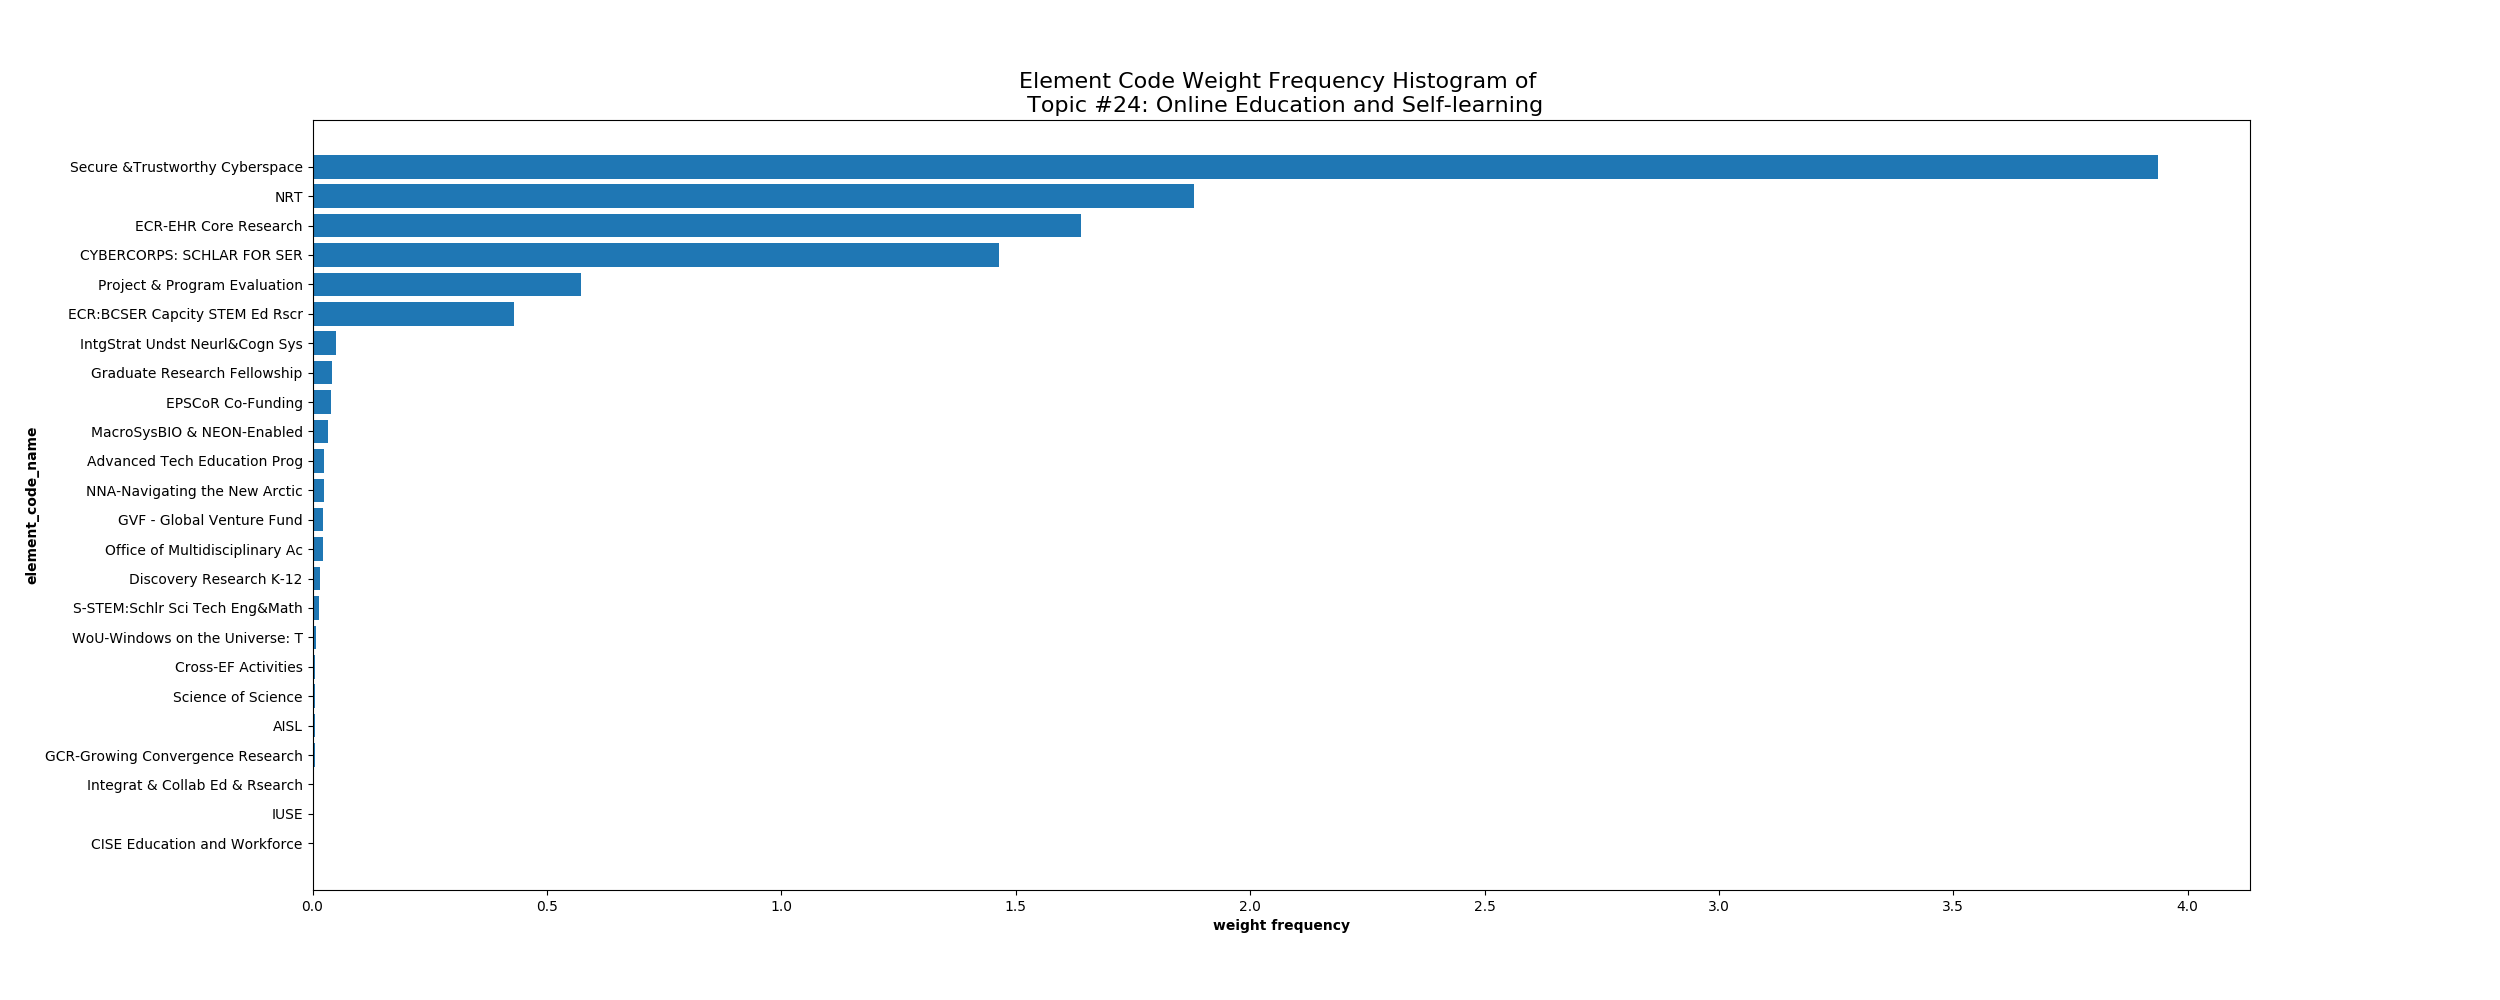 Element Code Weight Frequency Histogram of
Topic #24: Online Education and Self-learning
element_code_name
Secure &Trustworthy Cyberspace
NRT
ECR-EHR Core Research
CYBERCORPS: SCHLAR FOR SER
Project & Program Evaluation
ECR:BCSER Capcity STEM Ed Rscr
IntgStrat Undst Neurl&Cogn Sys
Graduate Research Fellowship
EPSCoR Co-Funding
MacroSysBIO & NEON-Enabled
Advanced Tech Education Prog
NNA-Navigating the New Arctic
GVF - Global Venture Fund
Office of Multidisciplinary Ac
Discovery Research K-12
S-STEM:Schlr Sci Tech Eng&Math
WoU-Windows on the Universe: T
Cross-EF Activities
Science of Science
AISL
GCR-Growing Convergence Research
Integrat & Collab Ed & Rsearch
IUSE
CISE Education and Workforce
0.0 0.5 1.0 1.5 2.0 2.5 3.0 3.5 4.0
weight frequency